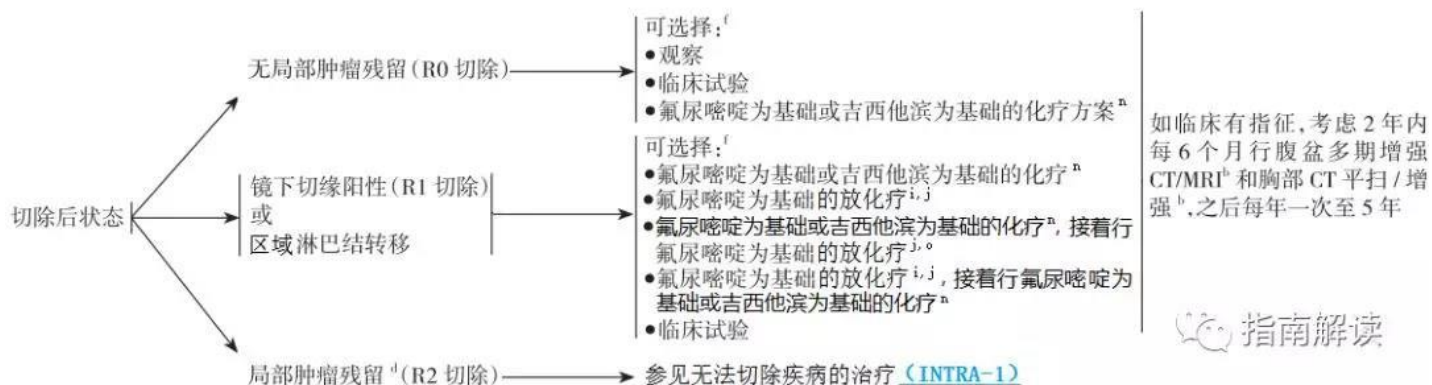 切除后状态
无局部肿瘤残留(R0 切除)
可选择:f
•观察
•临床试验
•氟尿嘧啶为基础或吉西他滨为基础的化疗方案n
镜下切缘阳性(R1 切除)
或
区域淋巴结转移
可选择:f
•氟尿嘧啶为基础或吉西他滨为基础的化疗n
•氟尿嘧啶为基础的放化疗i,j
•氟尿嘧啶为基础或吉西他滨为基础的化疗n,接着行
氟尿嘧啶为基础的放化疗j,o
•氟尿嘧啶为基础的放化疗i,j,接着行氟尿嘧啶为
基础或吉西他滨为基础的化疗n
•临床试验
局部肿瘤残留d(R2 切除)
参见无法切除疾病的治疗(INTRA-1)
如临床有指征,考虑 2 年内
每 6 个月行腹盆多期增强
CT/MRIb 和胸部 CT 平扫/增
强b,之后每年一次至 5 年
指南解读